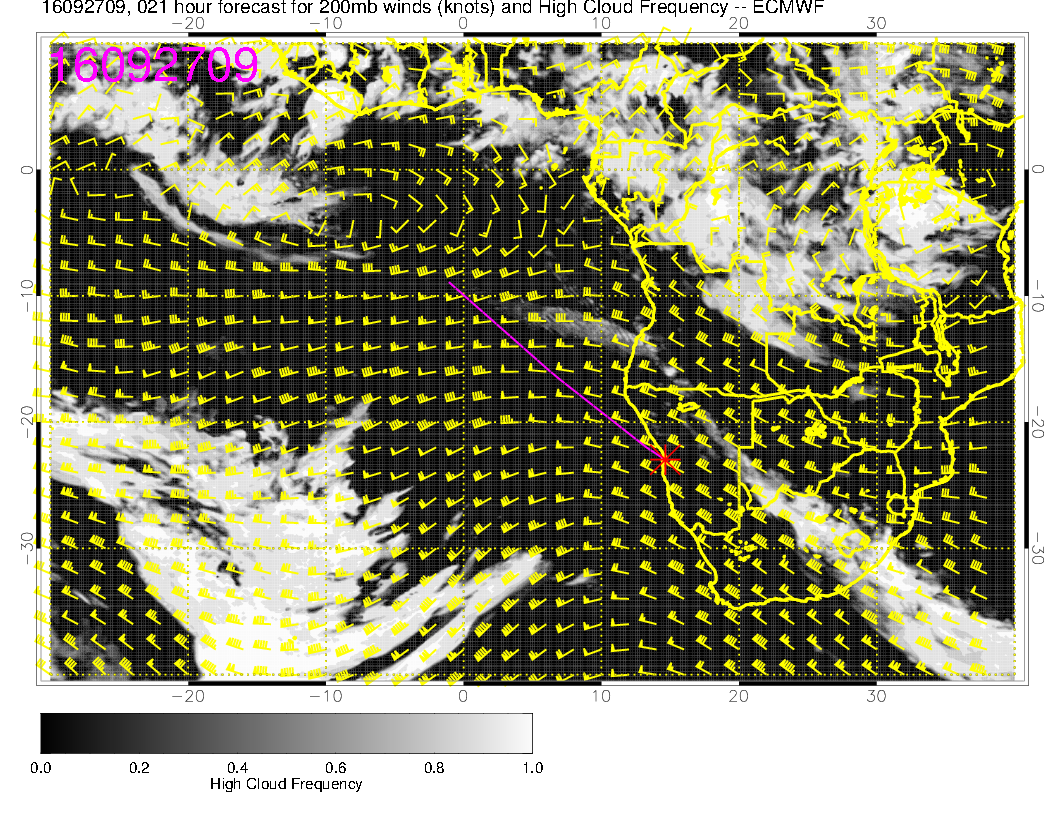 16092709, 021 hour forecast for 200mb winds (knots) and High Cloud Frequency -- ECMWF
−20 −10 0 10 20 30
16092709
0 0
−10 −10
−20 −20
−30 −30
−20 −10 0 10 20 30
0.0 0.2 0.4 0.6 0.8 1.0
High Cloud Frequency